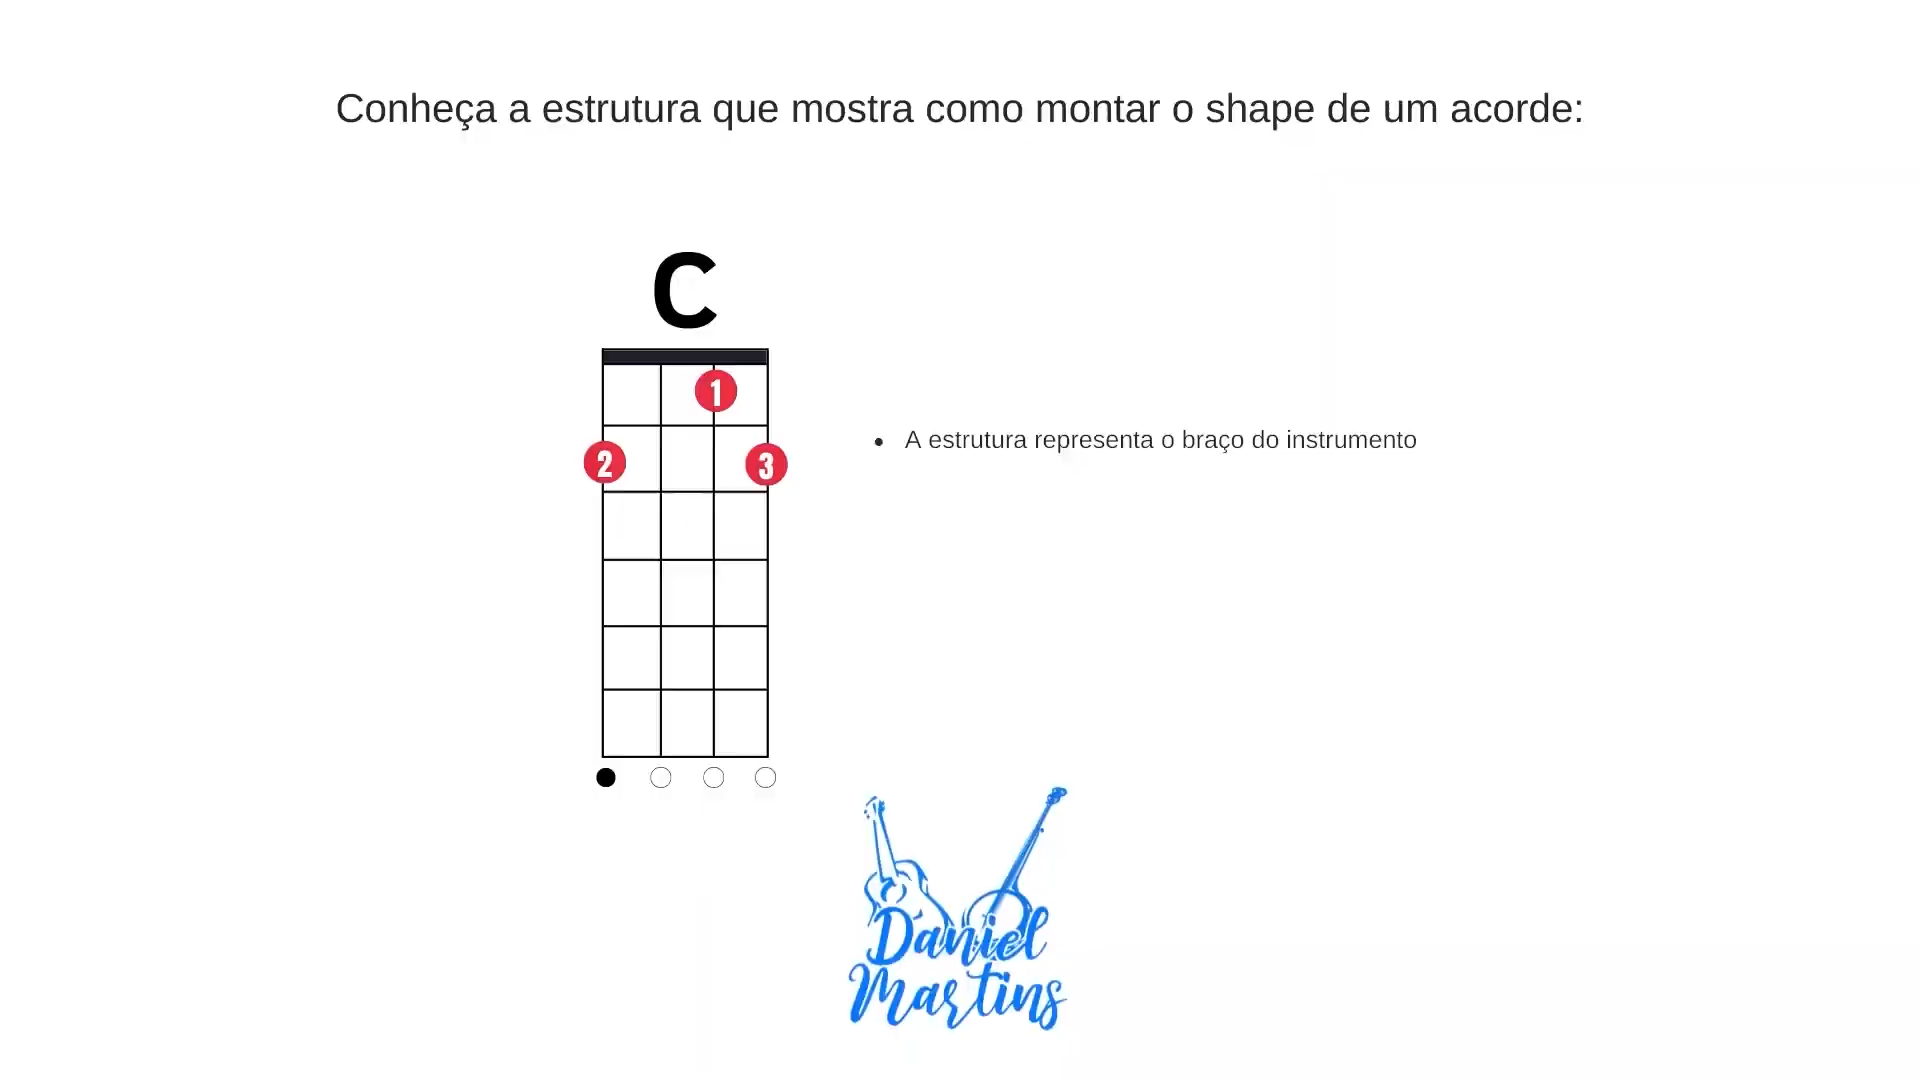 Conheça a estrutura que mostra como montar o shape de um acorde:
C
1
2 3
• A estrutura representa o braço do instrumento
Daniel
Martins